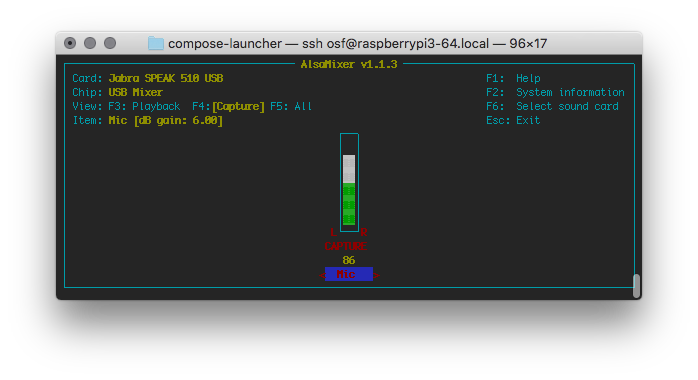 compose-launcher — ssh osf@raspberrypi3-64.local — 96×17
AlsaMixer v1.1.3
Card: Jabra SPEAK 510 USB F1: Help
Chip: USB Mixer F2: System information
View: F3: Playback F4:[Capture] F5: All F6: Select sound card
Item: Mic [dB gain: 6.00] Esc: Exit
CAPTURE
86
Mic